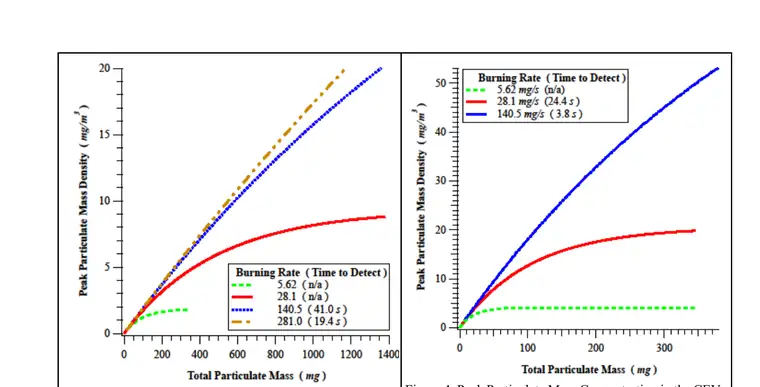 20
15
10
5
0
Peak Particulate Mass Density ( mg/m³ )
Burning Rate ( Time to Detect )
5.62 ( n/a )
28.1 ( n/a )
140.5 ( 41.0 s )
281.0 ( 19.4 s )
0 200 400 600 800 1000 1200 1400
Total Particulate Mass ( mg )
50
40
30
20
10
0
Peak Particulate Mass Density ( mg/m³ )
Burning Rate ( Time to Detect )
5.62 mg/s (n/a)
28.1 mg/s (24.4 s )
140.5 mg/s ( 3.8 s )
0 100 200 300
Total Particulate Mass ( mg )